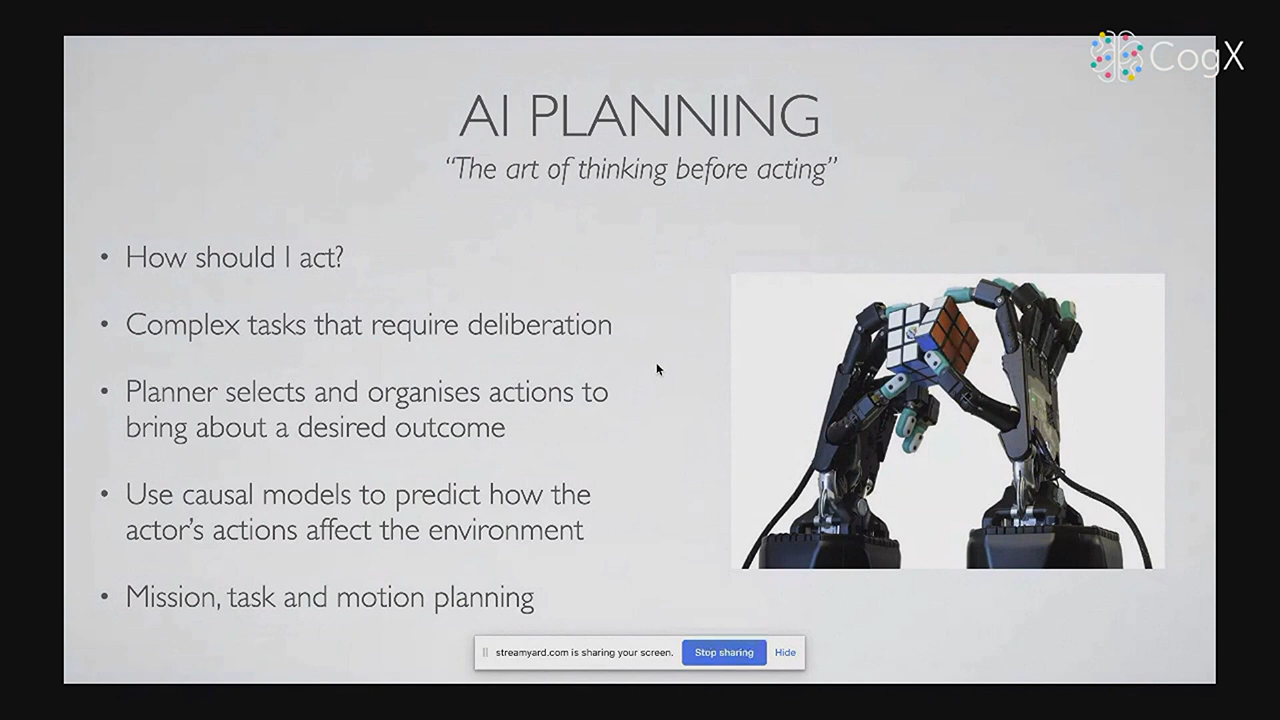 CogX
AI PLANNING
“The art of thinking before acting”
• How should I act?
• Complex tasks that require deliberation
• Planner selects and organises actions to
bring about a desired outcome
• Use causal models to predict how the
actor’s actions affect the environment
• Mission, task and motion planning
streamyard.com is sharing your screen.
Stop sharing
Hide